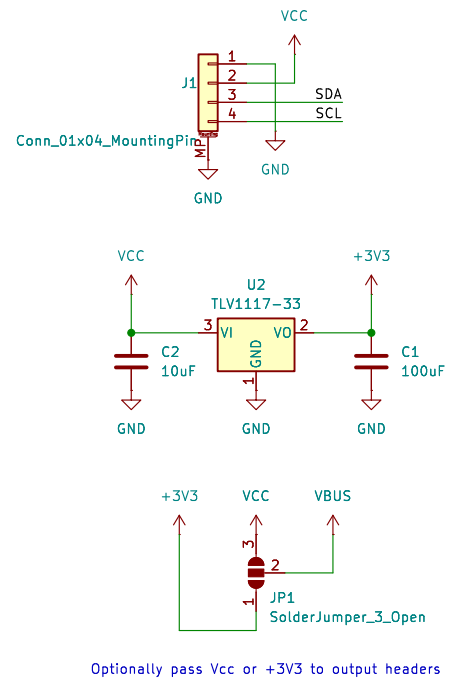 VCC
J1
1
2
3
SDA
4
SCL
Conn_01x04_MountingPin
MP
GND
GND
VCC
+3V3
U2
TLV1117-33
3
VI
VO
2
GND
1
C2
10uF
C1
100uF
GND
GND
GND
+3V3
VCC
VBUS
3
2
1
JP1
SolderJumper_3_Open
Optionally pass Vcc or +3V3 to output headers